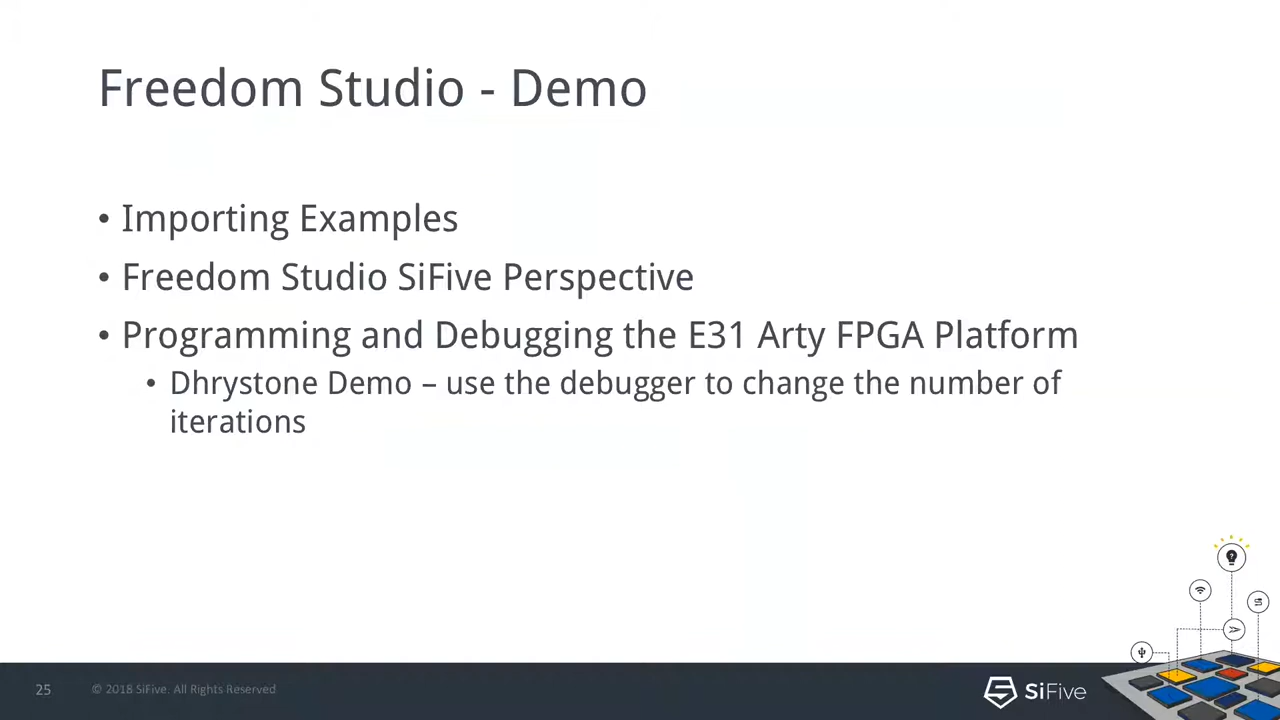 Freedom Studio - Demo
• Importing Examples
• Freedom Studio SiFive Perspective
• Programming and Debugging the E31 Arty FPGA Platform
• Dhrystone Demo – use the debugger to change the number of
iterations
25
© 2018 SiFive. All Rights Reserved
SiFive